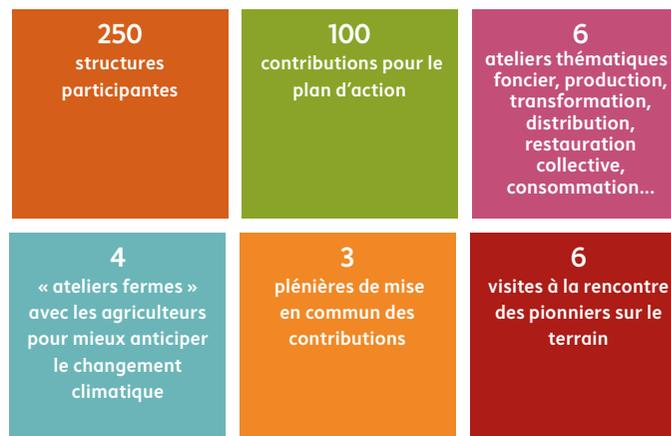 250
structures
participantes
100
contributions pour le
plan d’action
6
ateliers thématiques
foncier, production,
transformation,
distribution,
restauration
collective,
consommation...
4
« ateliers fermes »
avec les agriculteurs
pour mieux anticiper
le changement
climatique
3
plénières de mise
en commun des
contributions
6
visites à la rencontre
des pionniers sur le
terrain